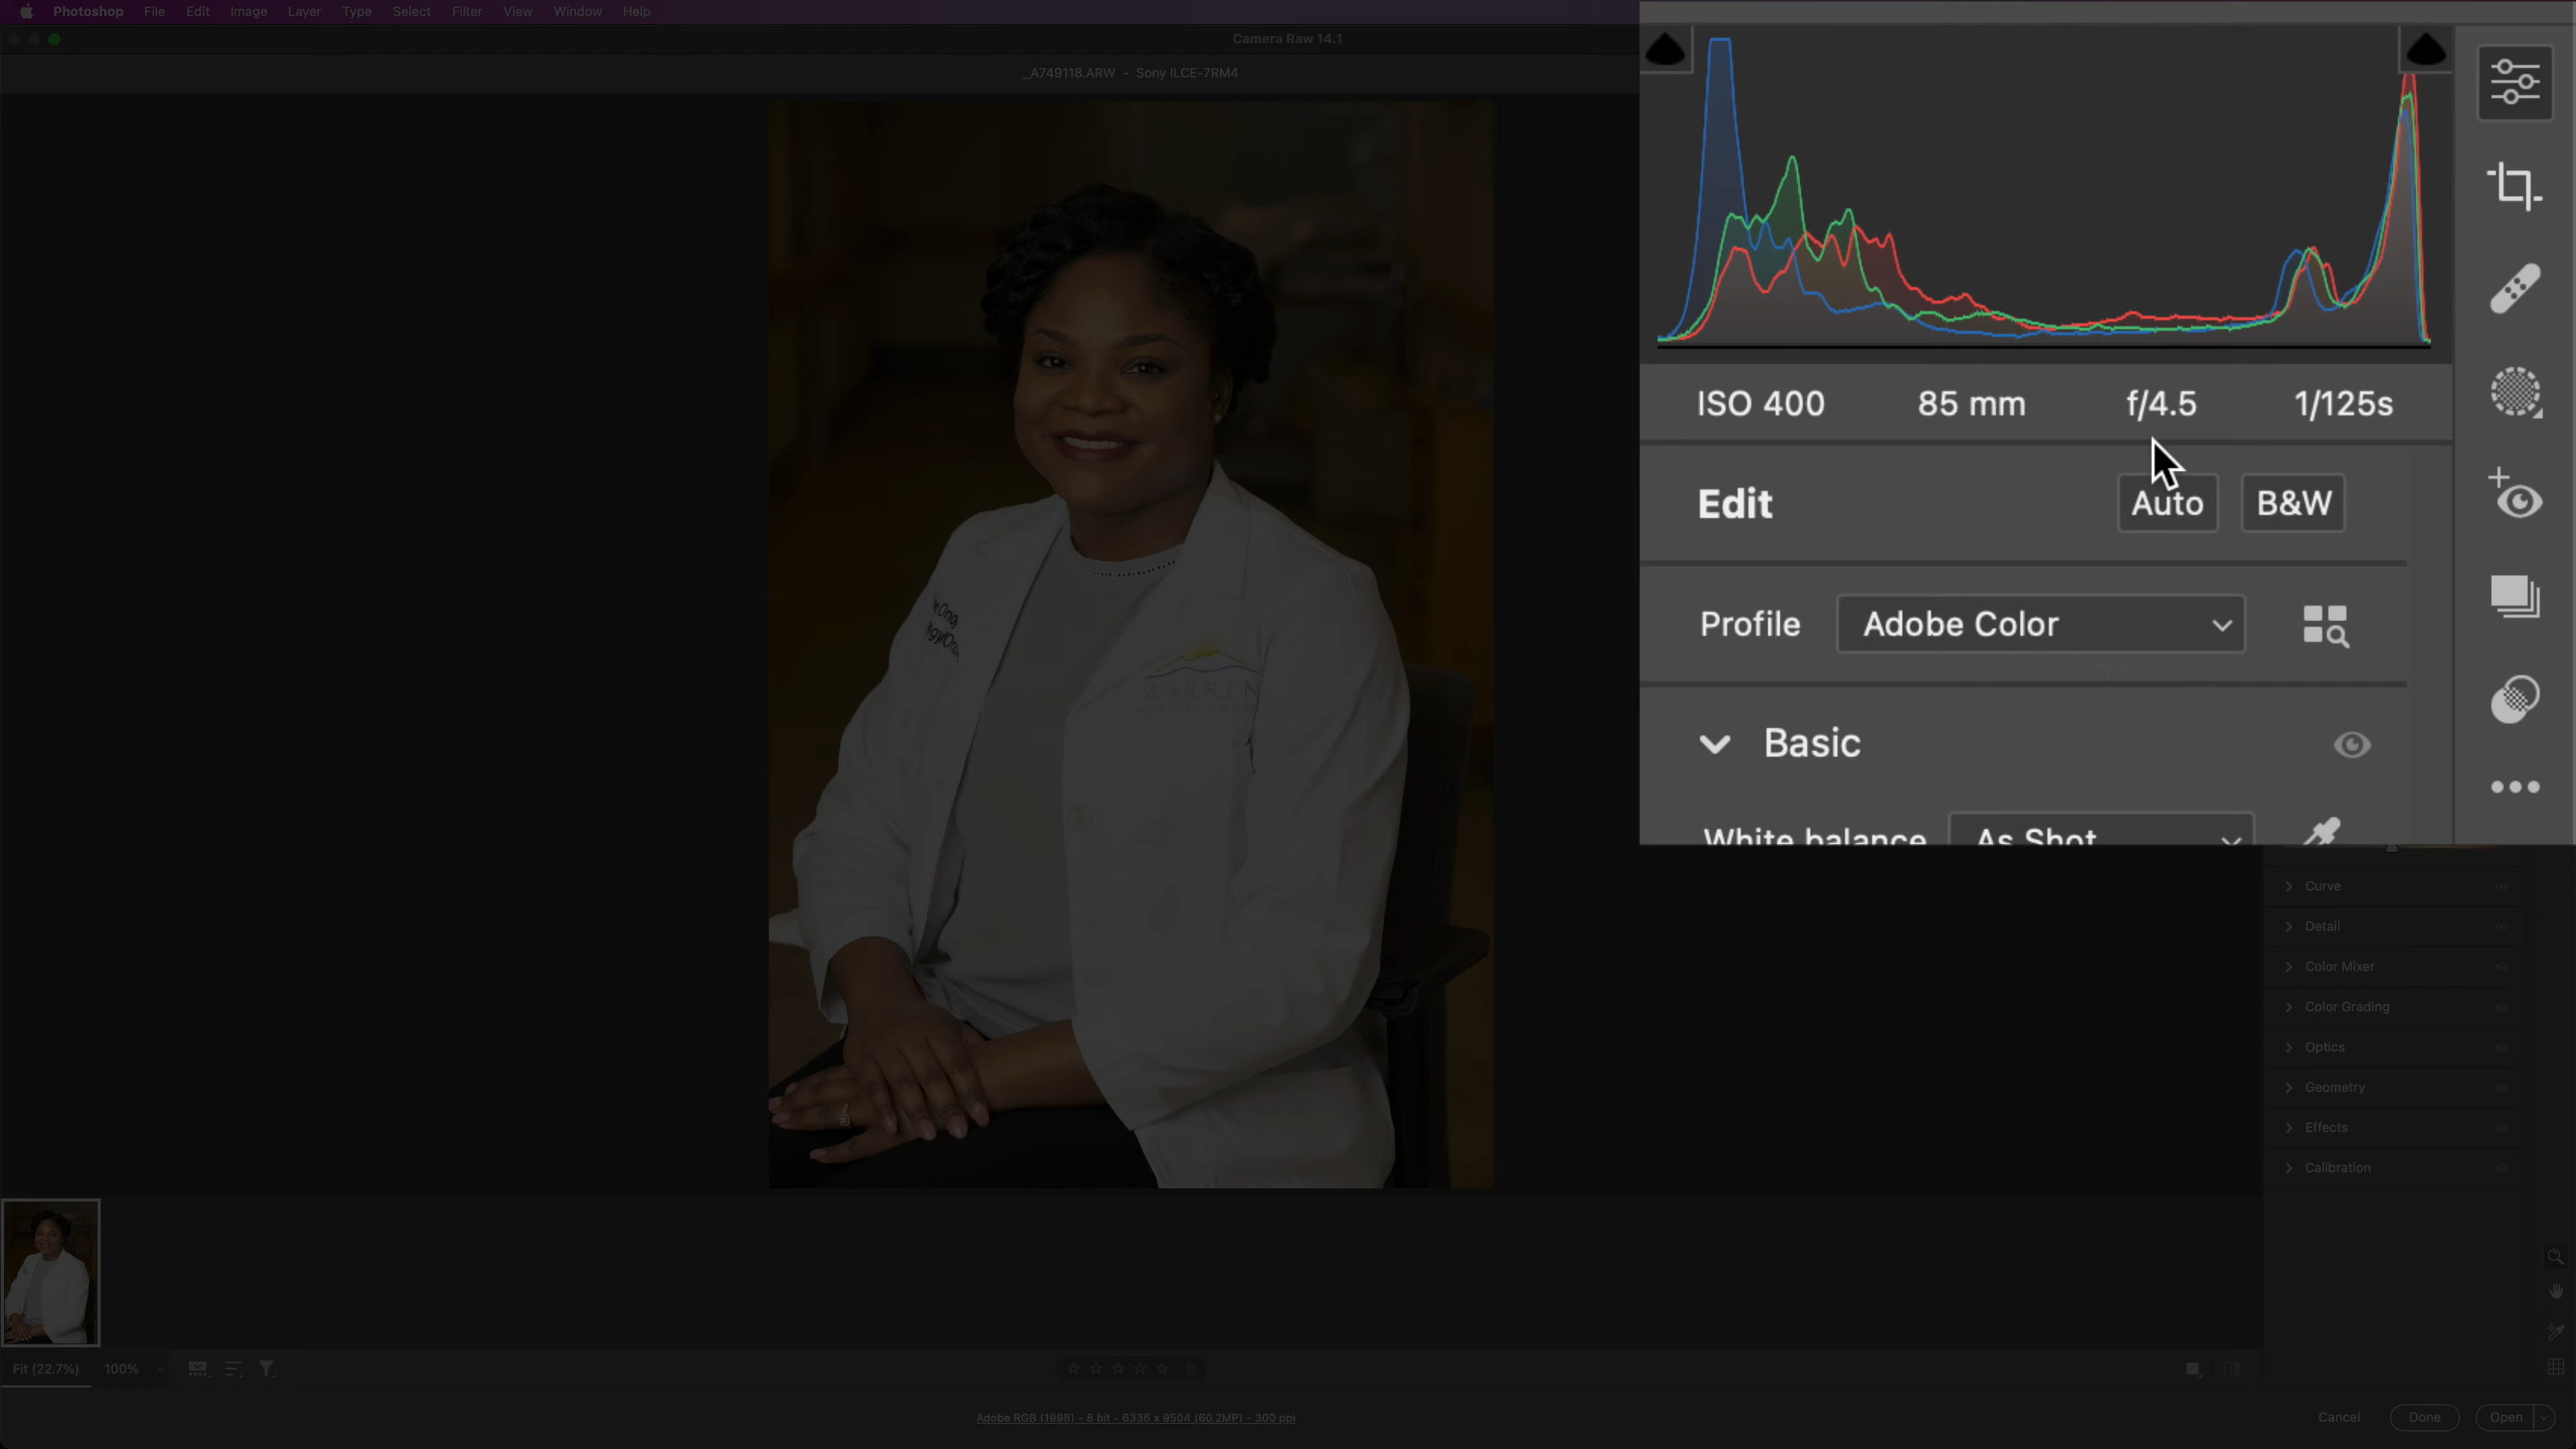 Photoshop File Edit Image Layer Type Select Filter View Window Help
Camera Raw 14.1
_A749118.ARW - Sony ILCE-7RM4
ISO 400 85 mm f/4.5 1/125s
Edit Auto B&W
Profile Adobe Color
Basic
White balance As Shot
WARREN
Curve
Detail
Color Mixer
Color Grading
Optics
Geometry
Effects
Calibration
Fit (22.7%) 100%
Adobe RGB (1998) - 8 bit - 6336 x 9504 (60.2MP) - 300 ppi
Cancel Done Open